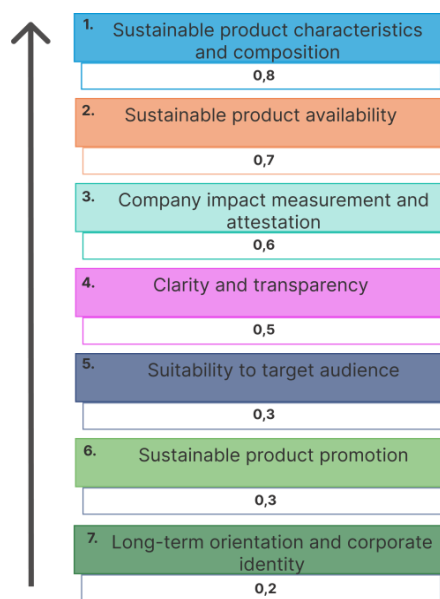 1. Sustainable product characteristics
and composition
0,8
2. Sustainable product availability
0,7
3. Company impact measurement and
attestation
0,6
4. Clarity and transparency
0,5
5. Suitability to target audience
0,3
6. Sustainable product promotion
0,3
7. Long-term orientation and corporate
identity
0,2